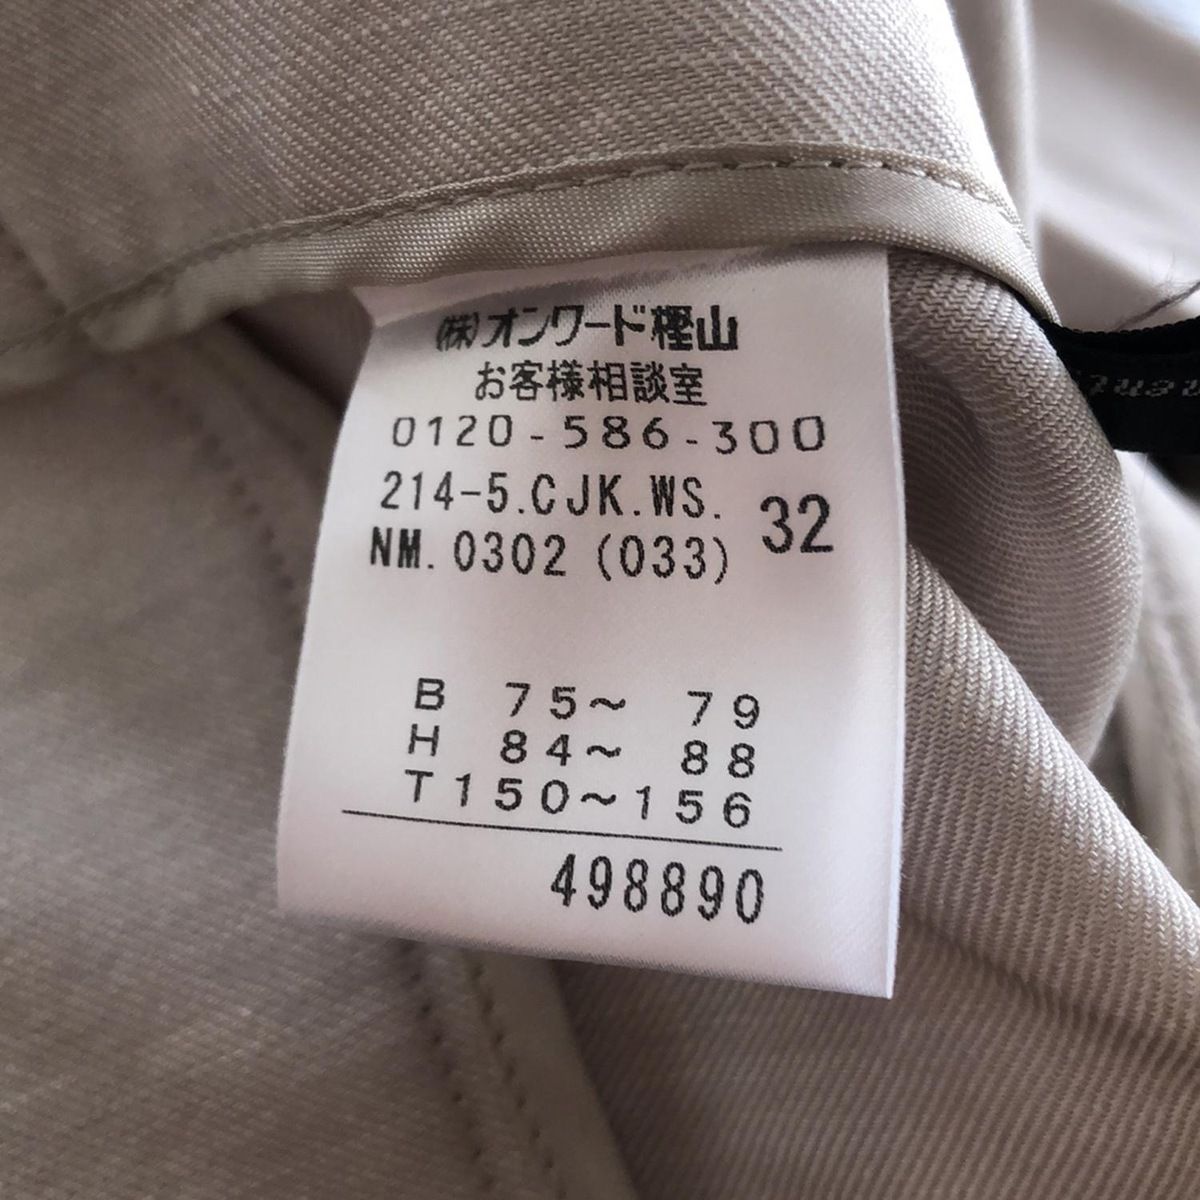 (株)オンワード樫山
お客様相談室
0120-586-300
214-5.CJK.WS. 32
NM.0302(033)
B 75～ 79
H 84～ 88
T150～156
498890